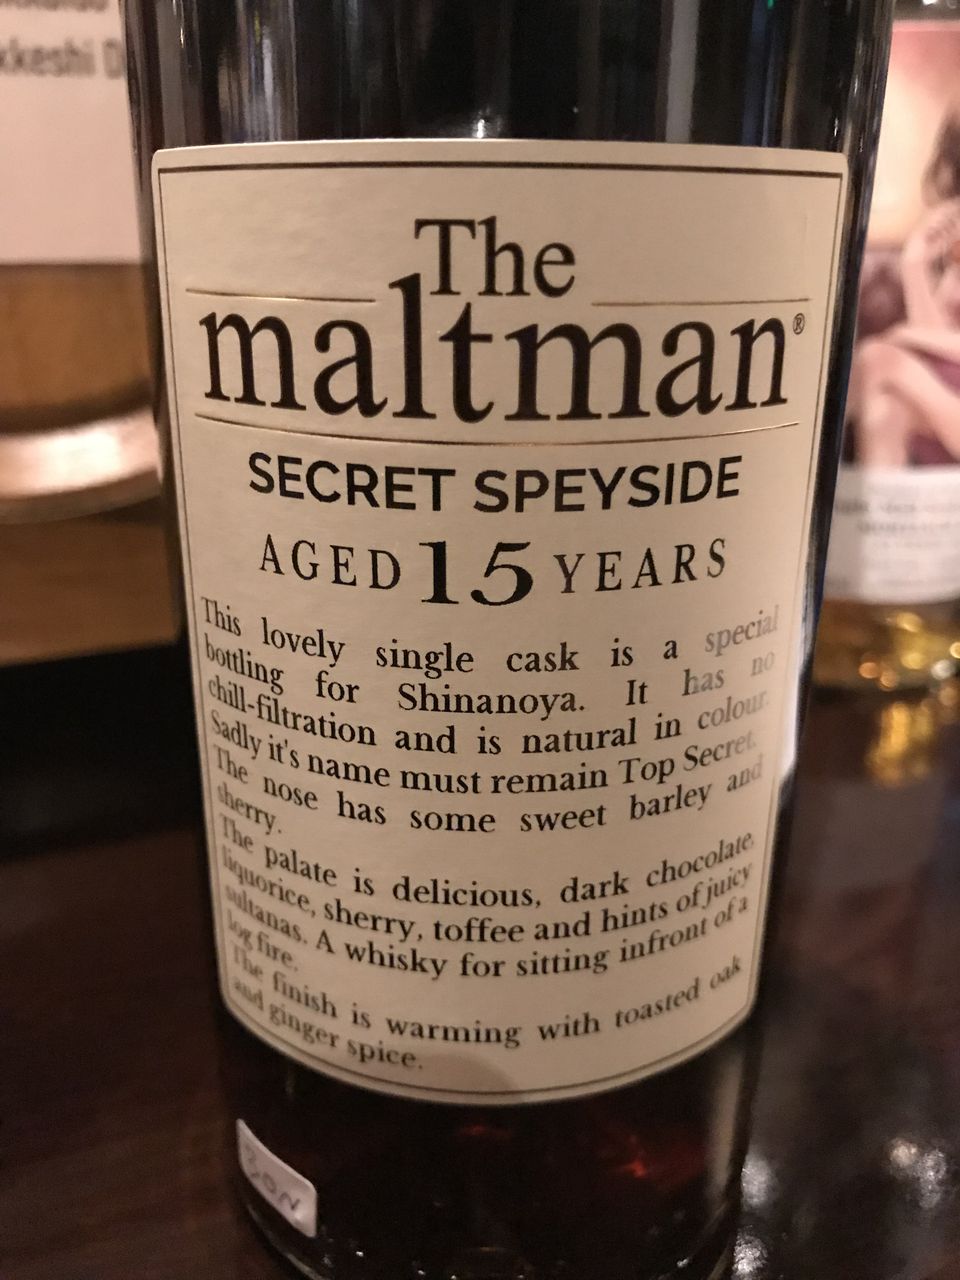 kkeshi D
The
maltman®
SECRET SPEYSIDE
AGED 15 YEARS
This lovely single cask is a special
bottling for Shinanoya. It has no
chill-filtration and is natural in colour.
Sadly it's name must remain Top Secret.
The nose has some sweet barley and
sherry.
The palate is delicious, dark chocolate,
liquorice, sherry, toffee and hints of juicy
sultanas. A whisky for sitting infront of a
log fire.
The finish is warming with toasted oak
and ginger spice.